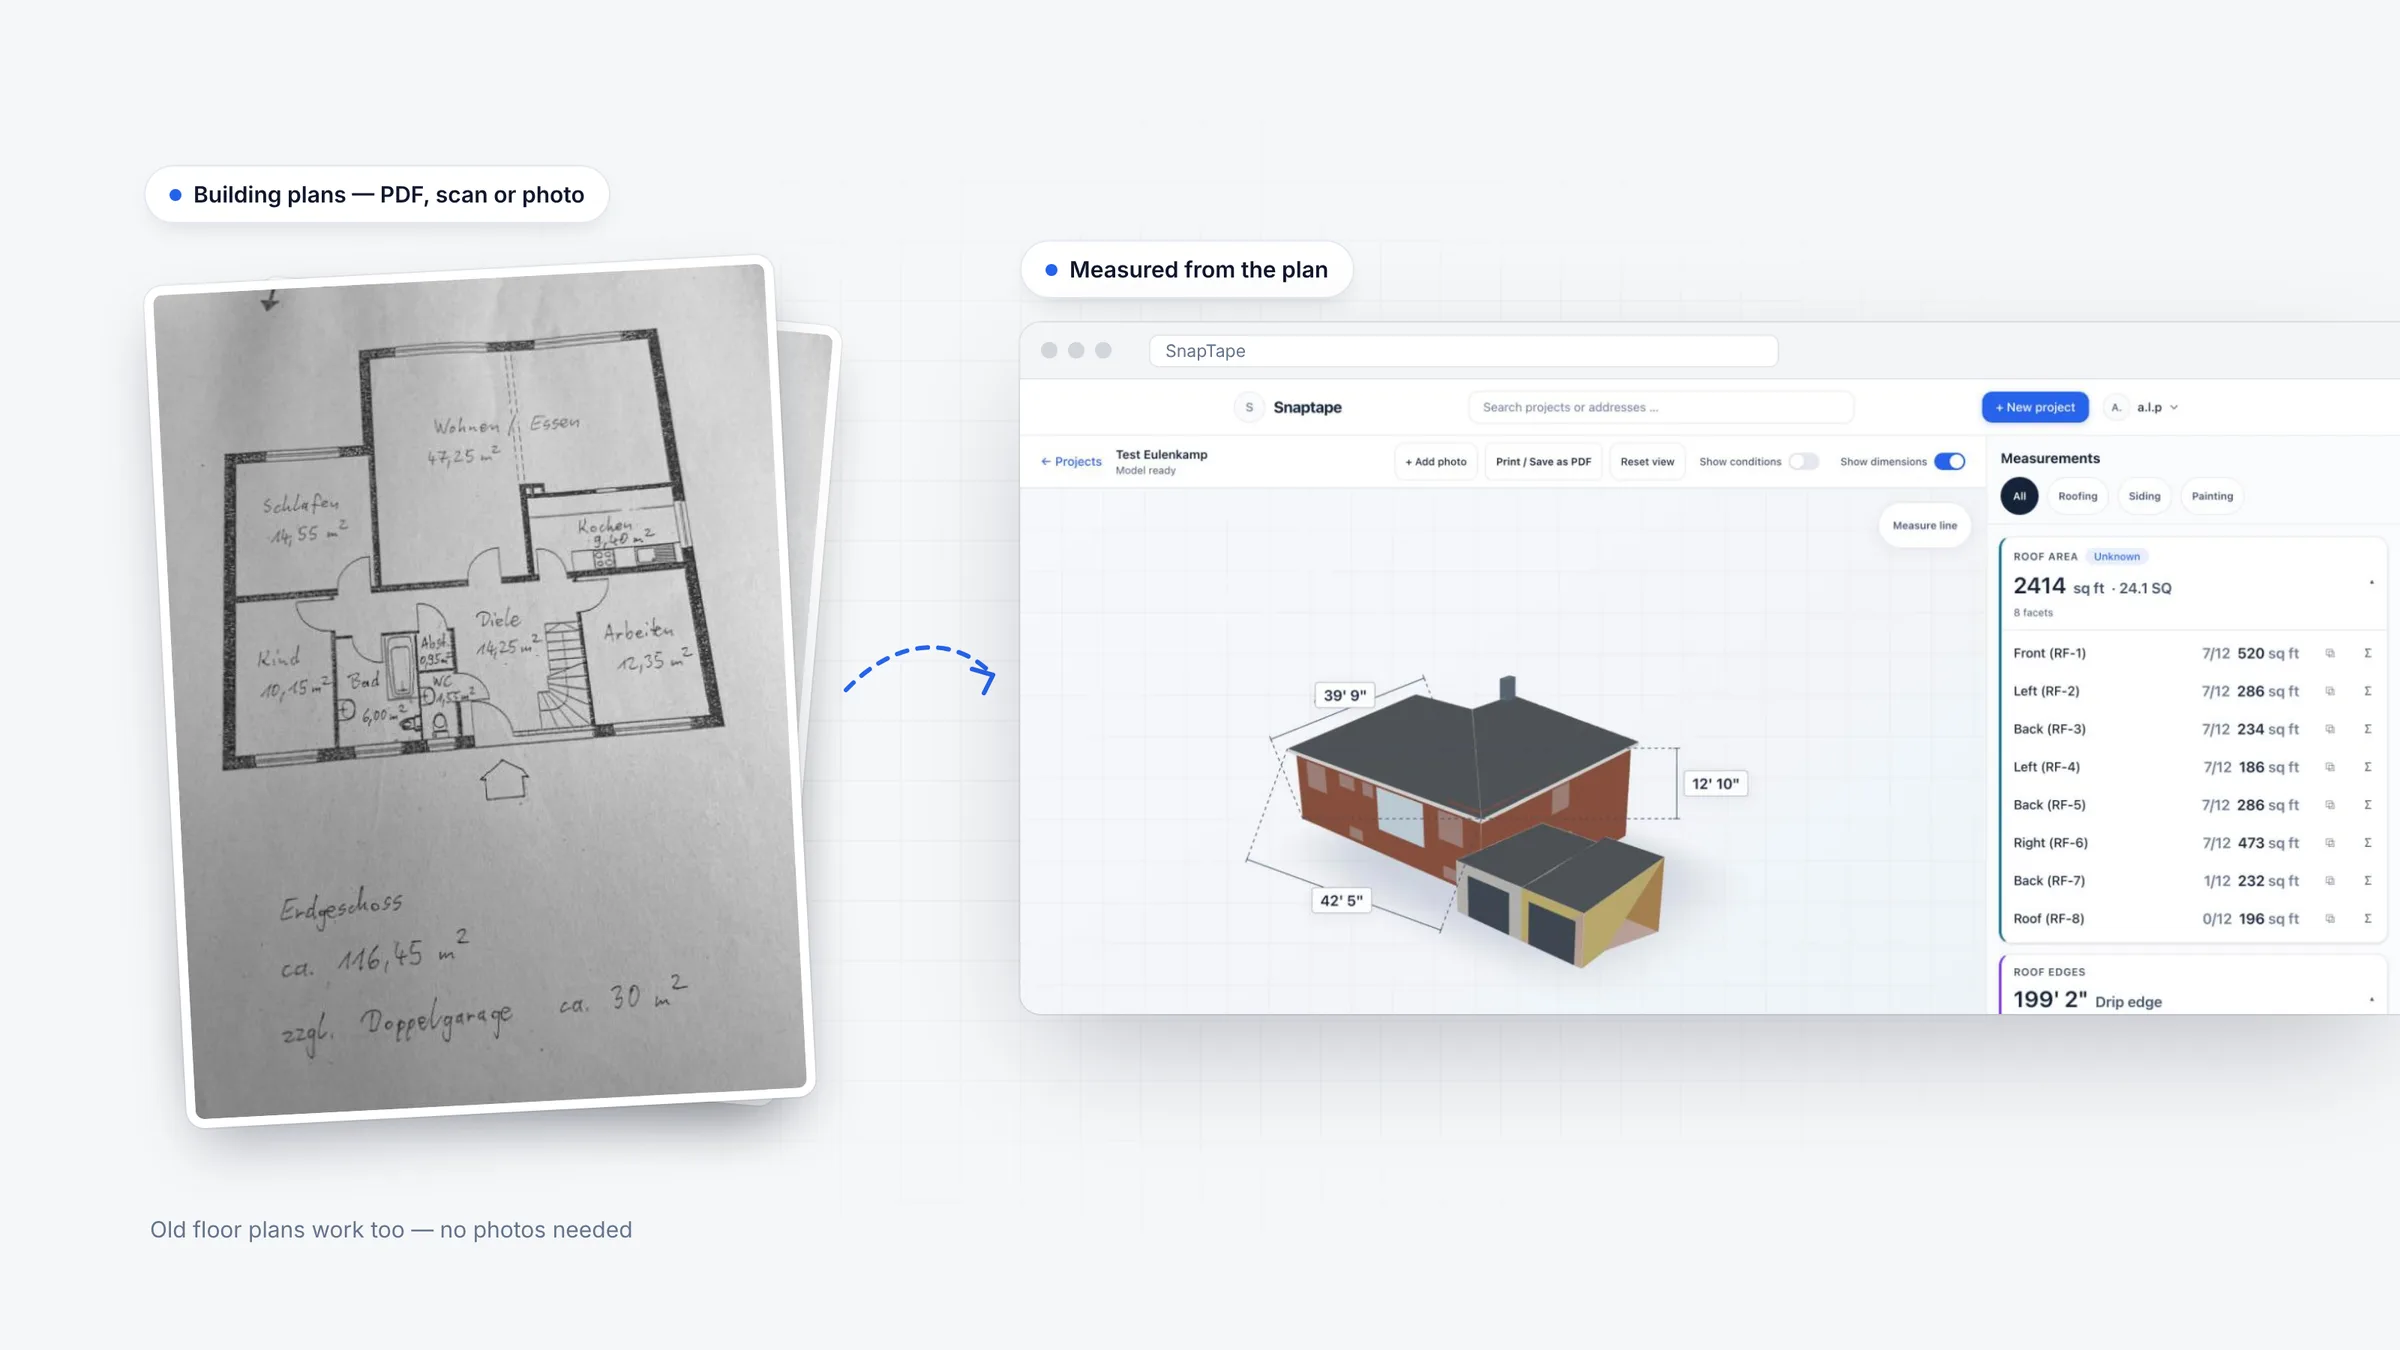 Building plans — PDF, scan or photo
Wohnen / Essen
47,25 m²
Schlafen
14,55 m²
Kochen
9,40 m²
Diele
14,25 m²
Arbeiten
12,35 m²
Abst.
0,95 m²
Kind
10,15 m²
Bad
6,00 m²
WC
1,55 m²
Erdgeschoss
ca. 116,45 m²
zzgl. Doppelgarage ca. 30 m²
Old floor plans work too — no photos needed
Measured from the plan
SnapTape
S Snaptape
Search projects or addresses ...
+ New project
A. a.l.p
← Projects
Test Eulenkamp
Model ready
+ Add photo
Print / Save as PDF
Reset view
Show conditions
Show dimensions
Measure line
39' 9"
12' 10"
42' 5"
Measurements
All Roofing Siding Painting
ROOF AREA Unknown
2414 sq ft · 24.1 SQ
8 facets
Front (RF-1) 7/12 520 sq ft Σ
Left (RF-2) 7/12 286 sq ft Σ
Back (RF-3) 7/12 234 sq ft Σ
Left (RF-4) 7/12 186 sq ft Σ
Back (RF-5) 7/12 286 sq ft Σ
Right (RF-6) 7/12 473 sq ft Σ
Back (RF-7) 1/12 232 sq ft Σ
Roof (RF-8) 0/12 196 sq ft Σ
ROOF EDGES
199' 2" Drip edge